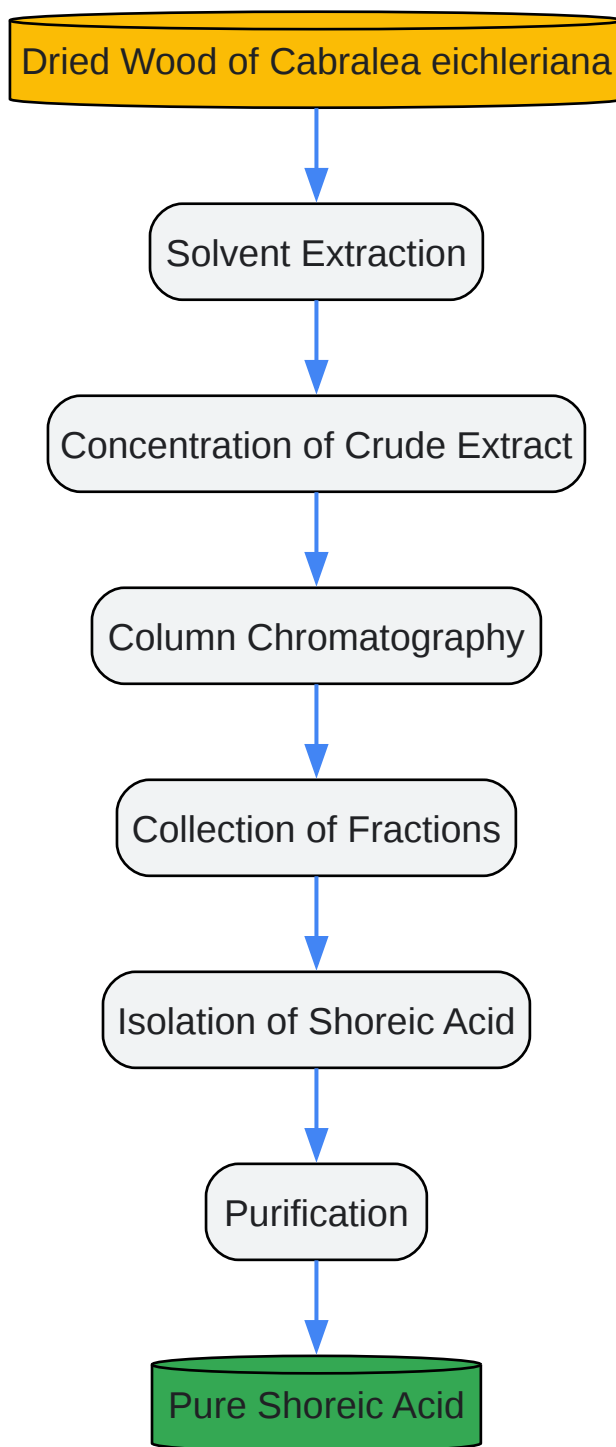 Dried Wood of Cabralea eichleriana
Solvent Extraction
Concentration of Crude Extract
Column Chromatography
Collection of Fractions
Isolation of Shoreic Acid
Purification
Pure Shoreic Acid